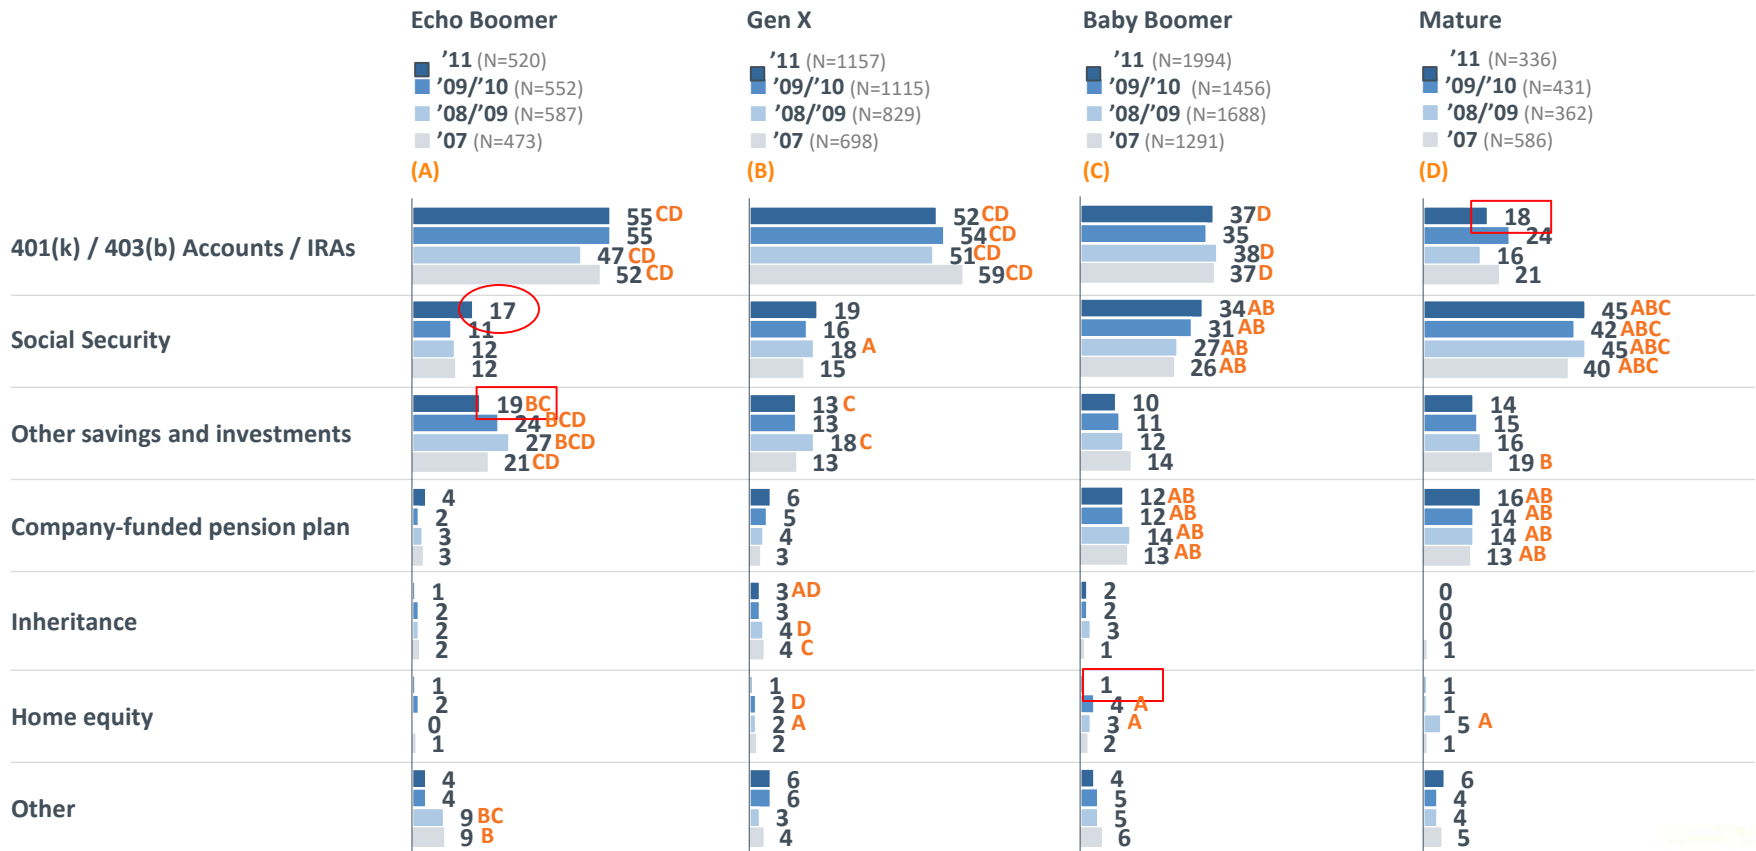 Echo Boomer
Gen X
Baby Boomer
Mature
’11 (N=520)
’09/’10 (N=552)
’08/’09 (N=587)
’07 (N=473)
(A)
’11 (N=1157)
’09/’10 (N=1115)
’08/’09 (N=829)
’07 (N=698)
(B)
’11 (N=1994)
’09/’10 (N=1456)
’08/’09 (N=1688)
’07 (N=1291)
(C)
’11 (N=336)
’09/’10 (N=431)
’08/’09 (N=362)
’07 (N=586)
(D)
401(k) / 403(b) Accounts / IRAs
55 CD
55
47 CD
52 CD
52 CD
54 CD
51 CD
59 CD
37 D
35
38 D
37 D
18
24
16
21
Social Security
17
11
12
12
19
16
18 A
15
34 AB
31 AB
27 AB
26 AB
45 ABC
42 ABC
45 ABC
40 ABC
Other savings and investments
19 BC
24 BCD
27 BCD
21 CD
13 C
13
18 C
13
10
11
12
14
14
15
16
19 B
Company-funded pension plan
4
2
3
3
6
5
4
3
12 AB
12 AB
14 AB
13 AB
16 AB
14 AB
14 AB
13 AB
Inheritance
1
2
2
2
3 AD
3
4 D
4 C
2
2
3
1
0
0
0
1
Home equity
1
2
0
1
1
2 D
2 A
2
1
4 A
3 A
2
1
1
5 A
1
Other
4
4
9 BC
9 B
6
6
3
4
4
5
5
6
6
4
4
5